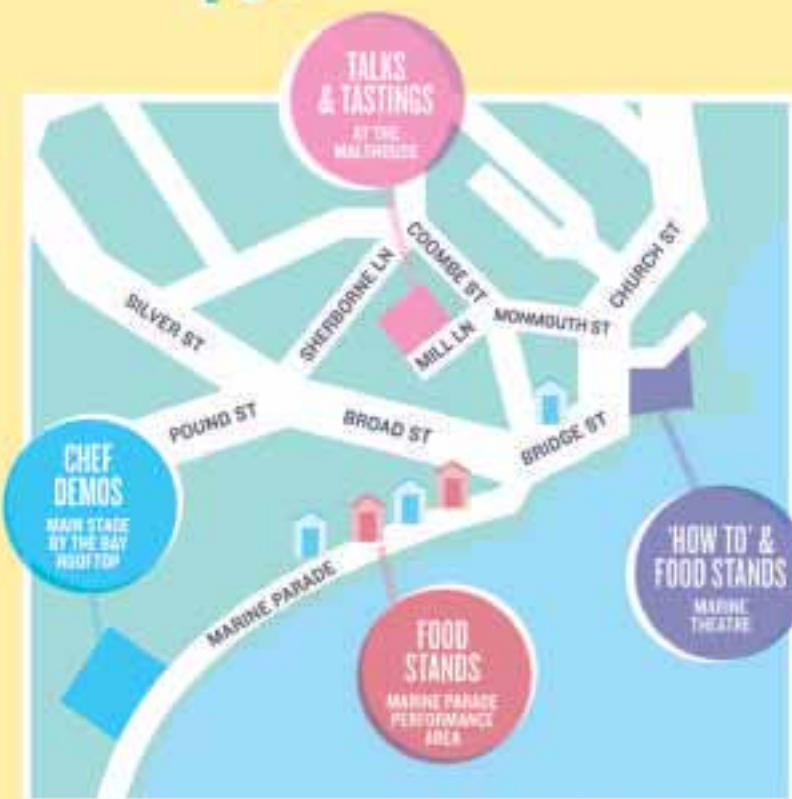 TALKS
& TASTINGS
AT THE
MALTHOUSE
COOMBE ST
CHURCH ST
SHERBORNE LN
SILVER ST
MONMOUTH ST
MILL LN
POUND ST
BROAD ST
BRIDGE ST
CHEF
DEMOS
MAIN STAGE
BY THE BAY
ROOFTOP
'HOW TO' &
FOOD STANDS
MARINE
THEATRE
MARINE PARADE
FOOD
STANDS
MARINE PARADE
PERFORMANCE
AREA